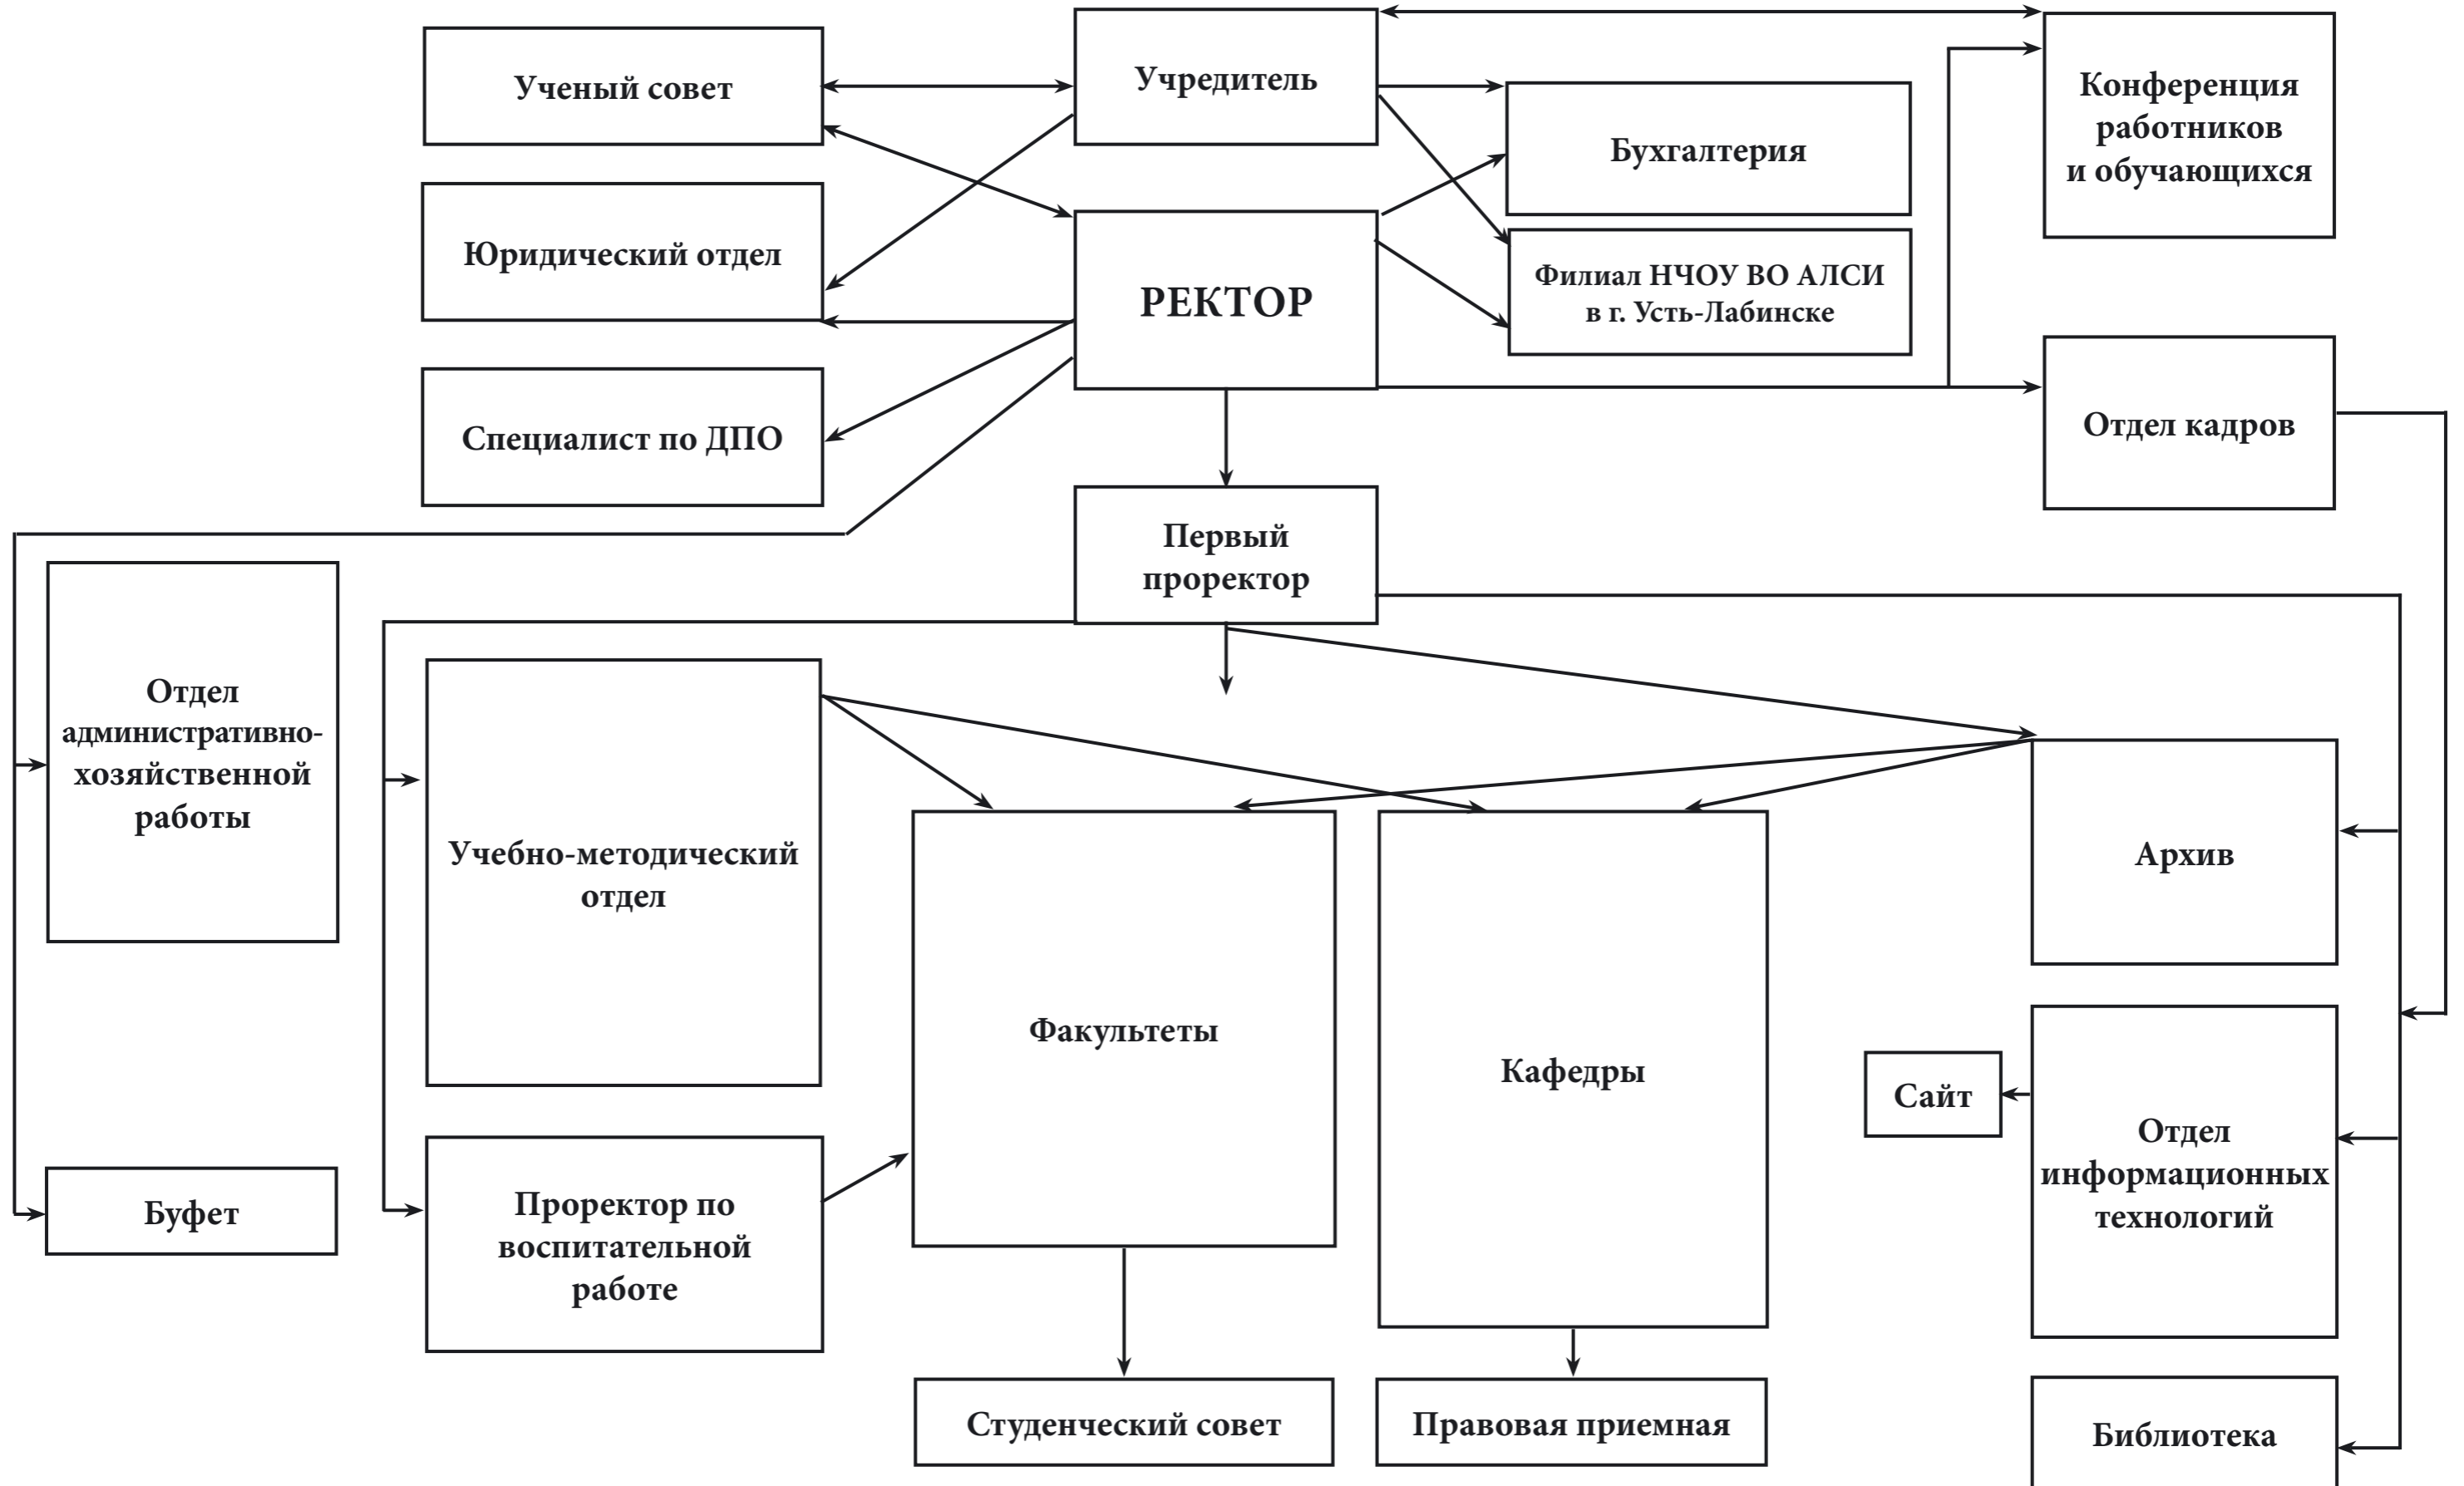 Ученый совет
Учредитель
Конференция
работников
и обучающихся
Бухгалтерия
Юридический отдел
РЕКТОР
Филиал НЧОУ ВО АЛСИ
в г. Усть-Лабинске
Специалист по ДПО
Отдел кадров
Первый
проректор
Отдел
административно-
хозяйственной
работы
Учебно-методический
отдел
Архив
Факультеты
Кафедры
Сайт
Отдел
информационных
технологий
Буфет
Проректор по
воспитательной
работе
Студенческий совет
Правовая приемная
Библиотека